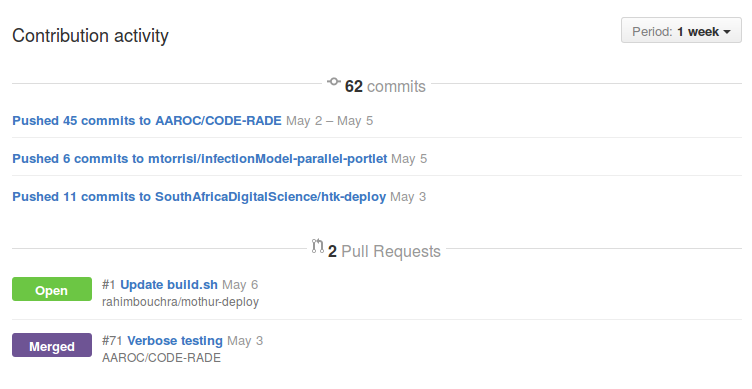 Contribution activity
Period: 1 week
62 commits
Pushed 45 commits to AAROC/CODE-RADE May 2 – May 5
Pushed 6 commits to mtorrisi/InfectionModel-parallel-portlet May 5
Pushed 11 commits to SouthAfricaDigitalScience/htk-deploy May 3
2 Pull Requests
Open
#1 Update build.sh May 6
rahimbouchra/mothur-deploy
Merged
#71 Verbose testing May 3
AAROC/CODE-RADE